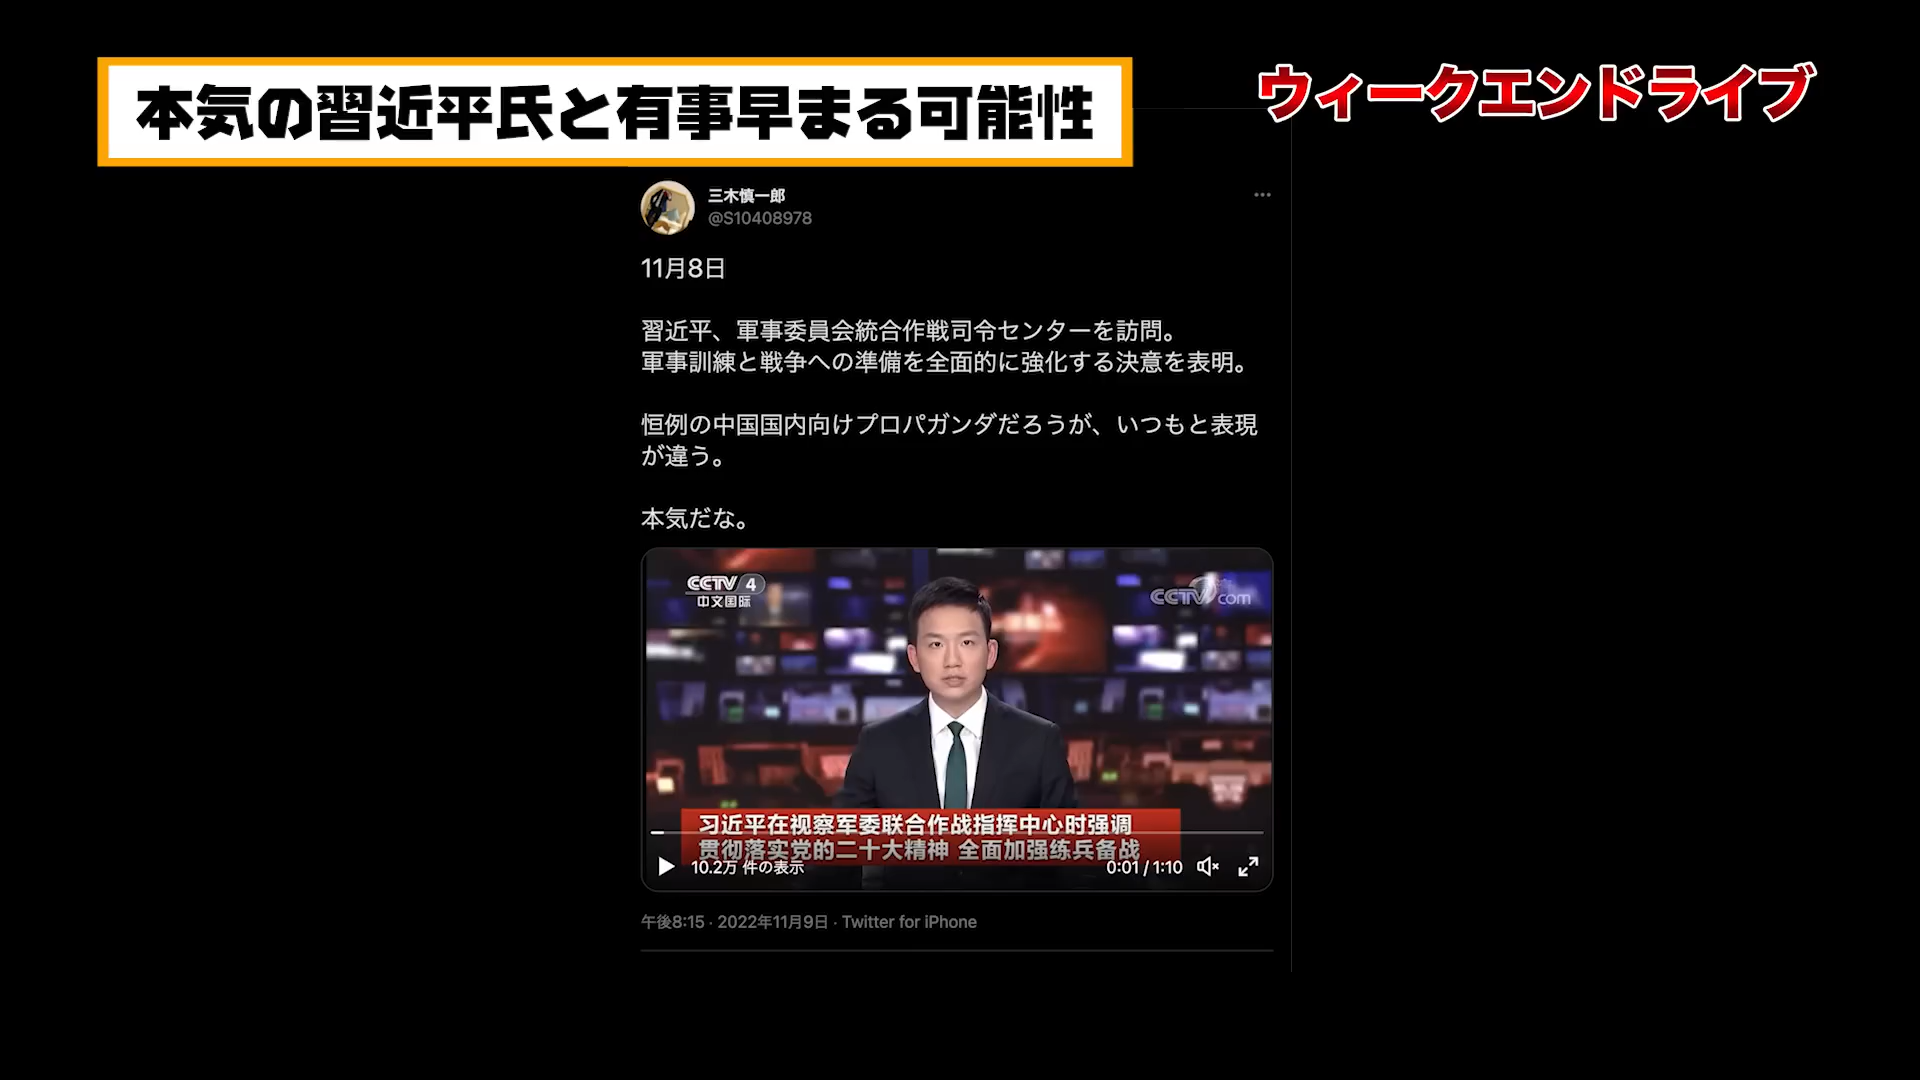 本気の習近平氏と有事早まる可能性
ウィークエンドライブ
三木慎一郎
@S10408978
11月8日
習近平、軍事委員会統合作戦司令センターを訪問。
軍事訓練と戦争への準備を全面的に強化する決意を表明。
恒例の中国国内向けプロパガンダだろうが、いつもと表現
が違う。
本気だな。
CCTV 4
中文国际
CCTV com
习近平在视察军委联合作战指挥中心时强调
贯彻落实党的二十大精神 全面加强练兵备战
10.2万 件の表示
0:01 / 1:10
午後8:15 · 2022年11月9日 · Twitter for iPhone